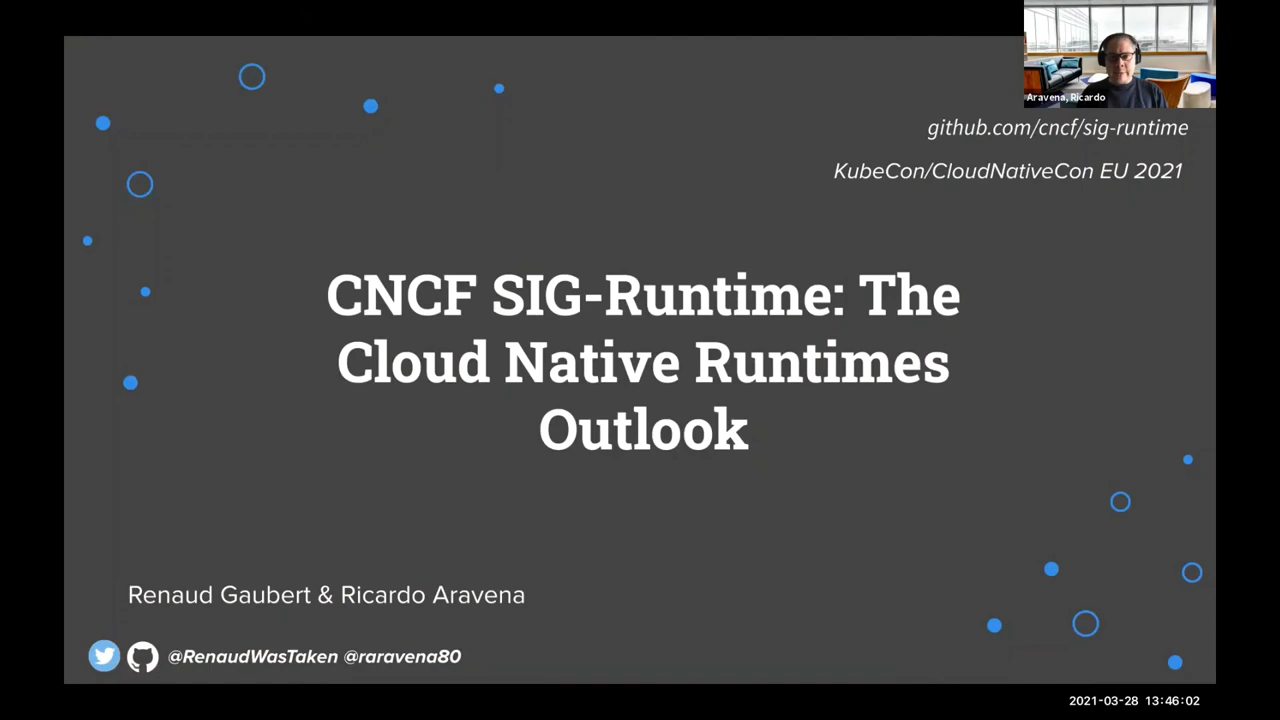 Aravena, Ricardo
github.com/cncf/sig-runtime
KubeCon/CloudNativeCon EU 2021
CNCF SIG-Runtime: The
Cloud Native Runtimes
Outlook
Renaud Gaubert & Ricardo Aravena
@RenaudWasTaken @raravena80
2021-03-28 13:46:02